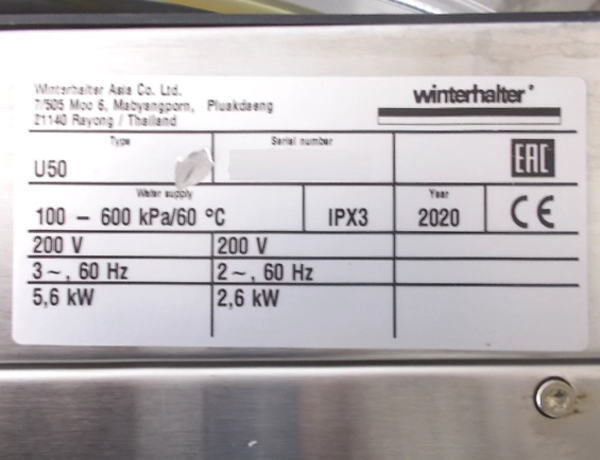 Winterhalter Asia Co. Ltd.
7/505 Moo 6, Mabyangporn, Pluakdaeng
21140 Rayong / Thailand
winterhalter®
Type
Serial number
U50
EAC
Water supply
Year
100 – 600 kPa/60 °C
IPX3
2020
CE
200 V
200 V
3 ~, 60 Hz
2 ~, 60 Hz
5,6 kW
2,6 kW